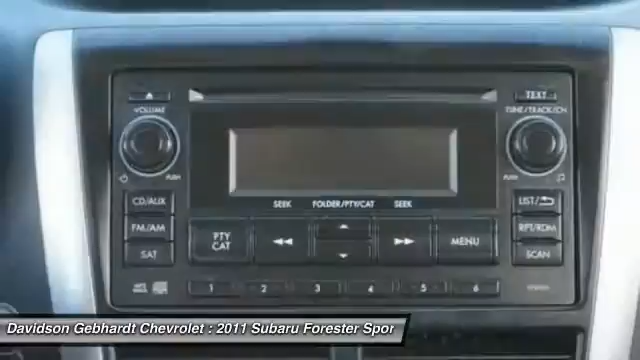 TEXT
VOLUME
TUNE/TRACK/CH
PUSH
PUSH
CD/AUX
SEEK
FOLDER/PTY/CAT
SEEK
LIST/
FM/AM
PTY
CAT
MENU
RPT/RDM
SAT
SCAN
1 2 3 4 5 6
Davidson Gebhardt Chevrolet : 2011 Subaru Forester Spor